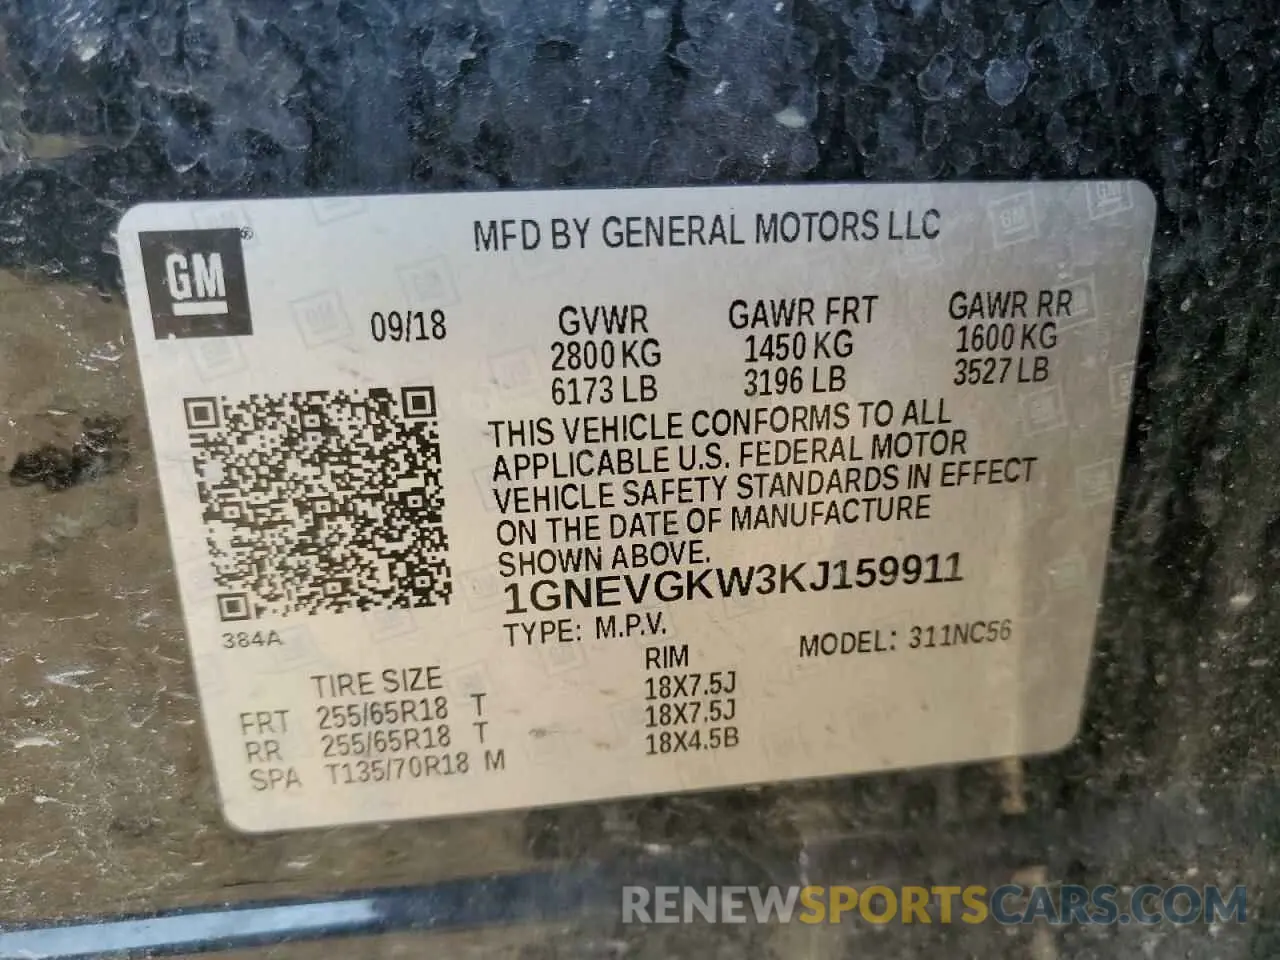 MFD BY GENERAL MOTORS LLC
GM®
09/18
GVWR GAWR FRT GAWR RR
2800 KG 1450 KG 1600 KG
6173 LB 3196 LB 3527 LB
THIS VEHICLE CONFORMS TO ALL
APPLICABLE U.S. FEDERAL MOTOR
VEHICLE SAFETY STANDARDS IN EFFECT
ON THE DATE OF MANUFACTURE
SHOWN ABOVE.
1GNEVGKW3KJ159911
384A
TYPE: M.P.V. MODEL: 311NC56
TIRE SIZE RIM
FRT 255/65R18 T 18X7.5J
RR 255/65R18 T 18X7.5J
SPA T135/70R18 M 18X4.5B
RENEWSPORTSCARS.COM